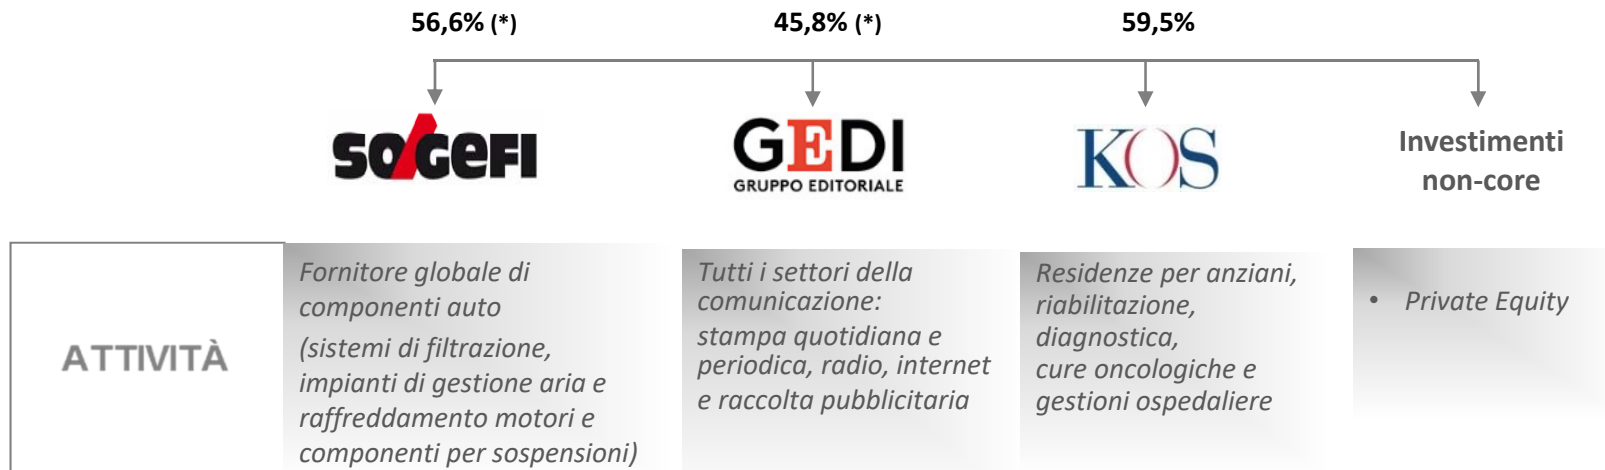 56,6% (*)
45,8% (*)
59,5%
SOGEFI
GEDI
GRUPPO EDITORIALE
KOS
Investimenti
non-core
ATTIVITÀ
Fornitore globale di
componenti auto
(sistemi di filtrazione,
impianti di gestione aria e
raffreddamento motori e
componenti per sospensioni)
Tutti i settori della
comunicazione:
stampa quotidiana e
periodica, radio, internet
e raccolta pubblicitaria
Residenze per anziani,
riabilitazione,
diagnostica,
cure oncologiche e
gestioni ospedaliere
• Private Equity